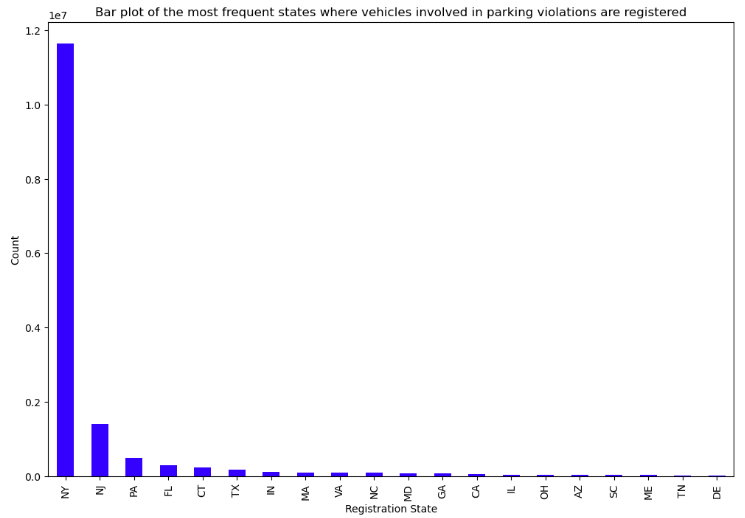 Bar plot of the most frequent states where vehicles involved in parking violations are registered
1e7
1.2
1.0
0.8
0.6
0.4
0.2
0.0
Count
NY NJ PA FL CT TX IN MA VA NC MD GA CA IL OH AZ SC ME TN DE
Registration State